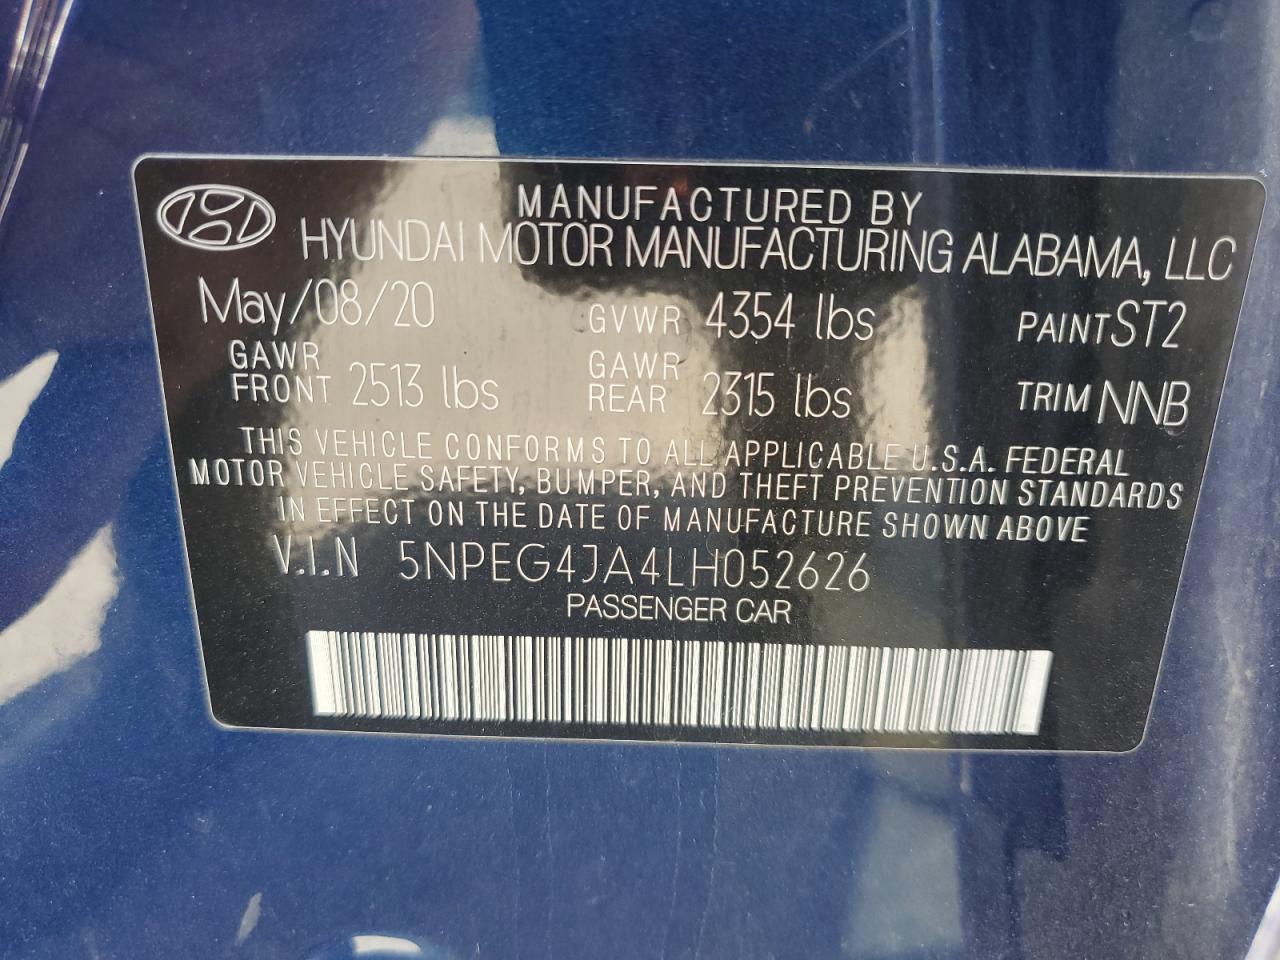 MANUFACTURED BY
HYUNDAI MOTOR MANUFACTURING ALABAMA, LLC
May/08/20 GVWR 4354 lbs PAINT ST2
GAWR FRONT 2513 lbs GAWR REAR 2315 lbs TRIM NNB
THIS VEHICLE CONFORMS TO ALL APPLICABLE U.S.A. FEDERAL
MOTOR VEHICLE SAFETY, BUMPER, AND THEFT PREVENTION STANDARDS
IN EFFECT ON THE DATE OF MANUFACTURE SHOWN ABOVE
V.I.N 5NPEG4JA4LH052626
PASSENGER CAR